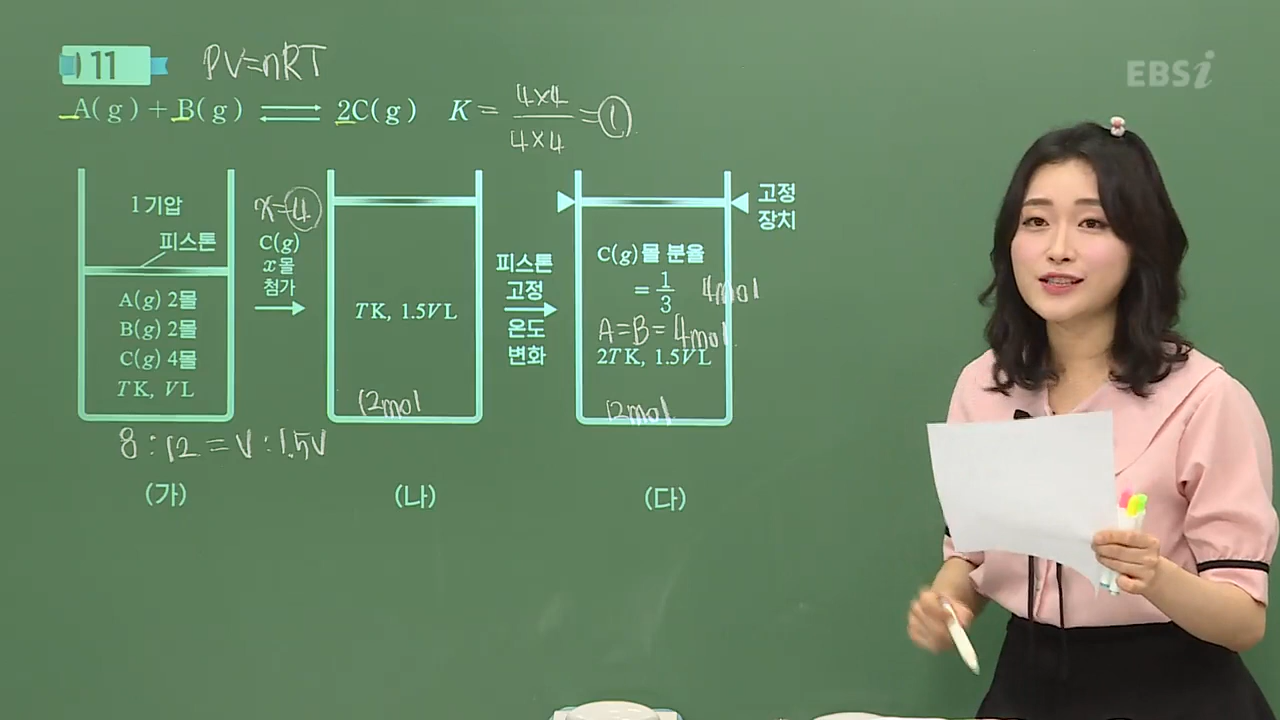 11 PV=nRT
EBSi
A(g)+B(g) ⇌ 2C(g) K = 4×4 / 4×4 = 1
1기압
피스톤
A(g) 2몰
B(g) 2몰
C(g) 4몰
TK, VL
8 : 12 = V : 1.5V
(가)
x=4
C(g)
x몰
첨가
TK, 1.5VL
12mol
(나)
피스톤
고정
온도
변화
고정
장치
C(g)몰 분율
= 1/3 4mol
A=B=4mol
2TK, 1.5VL
12mol
(다)